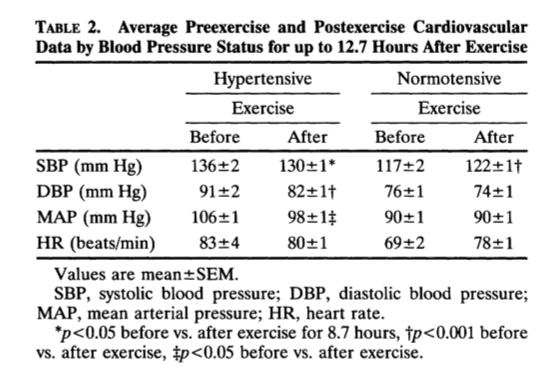 TABLE 2. Average Preexercise and Postexercise Cardiovascular
Data by Blood Pressure Status for up to 12.7 Hours After Exercise
Hypertensive Normotensive
Exercise Exercise
Before After Before After
SBP (mm Hg) 136±2 130±1* 117±2 122±1†
DBP (mm Hg) 91±2 82±1† 76±1 74±1
MAP (mm Hg) 106±1 98±1‡ 90±1 90±1
HR (beats/min) 83±4 80±1 69±2 78±1
Values are mean±SEM.
SBP, systolic blood pressure; DBP, diastolic blood pressure;
MAP, mean arterial pressure; HR, heart rate.
*p<0.05 before vs. after exercise for 8.7 hours, †p<0.001 before
vs. after exercise, ‡p<0.05 before vs. after exercise.